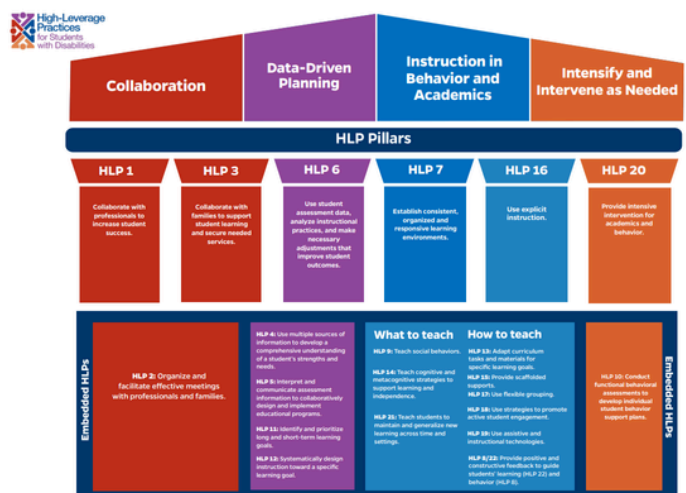 High-Leverage
Practices
for Students
with Disabilities
Collaboration
Data-Driven
Planning
Instruction in
Behavior and
Academics
Intensify and
Intervene as Needed
HLP Pillars
HLP 1
HLP 3
HLP 6
HLP 7
HLP 16
HLP 20
Collaborate with
professionals to
increase student
success.
Collaborate with
families to support
student learning
and secure needed
services.
Use student
assessment data,
analyze instructional
practices, and make
necessary
adjustments that
improve student
outcomes.
Establish consistent,
organized and
responsive learning
environments.
Use explicit
instruction.
Provide intensive
intervention for
academics and
behavior.
Embedded HLPs
HLP 2: Organize and
facilitate effective meetings
with professionals and families.
HLP 4: Use multiple sources of
information to develop a
comprehensive understanding
of a student's strengths and
needs.
HLP 5: Interpret and
communicate assessment
information to collaboratively
design and implement
educational programs.
HLP 11: Identify and prioritize
long and short-term learning
goals.
HLP 12: Systematically design
instruction toward a specific
learning goal.
What to teach
HLP 9: Teach social behaviors.
HLP 14: Teach cognitive and
metacognitive strategies to
support learning and
independence.
HLP 21: Teach students to
maintain and generalize new
learning across time and
settings.
How to teach
HLP 13: Adapt curriculum
tasks and materials for
specific learning goals.
HLP 15: Provide scaffolded
supports.
HLP 17: Use flexible grouping.
HLP 18: Use strategies to promote
active student engagement.
HLP 19: Use assistive and
instructional technologies.
HLP 8/22: Provide positive and
constructive feedback to guide
students' learning (HLP 22) and
behavior (HLP 8).
HLP 10: Conduct
functional behavioral
assessments to develop
individual
student behavior
support plans.
Embedded HLPs